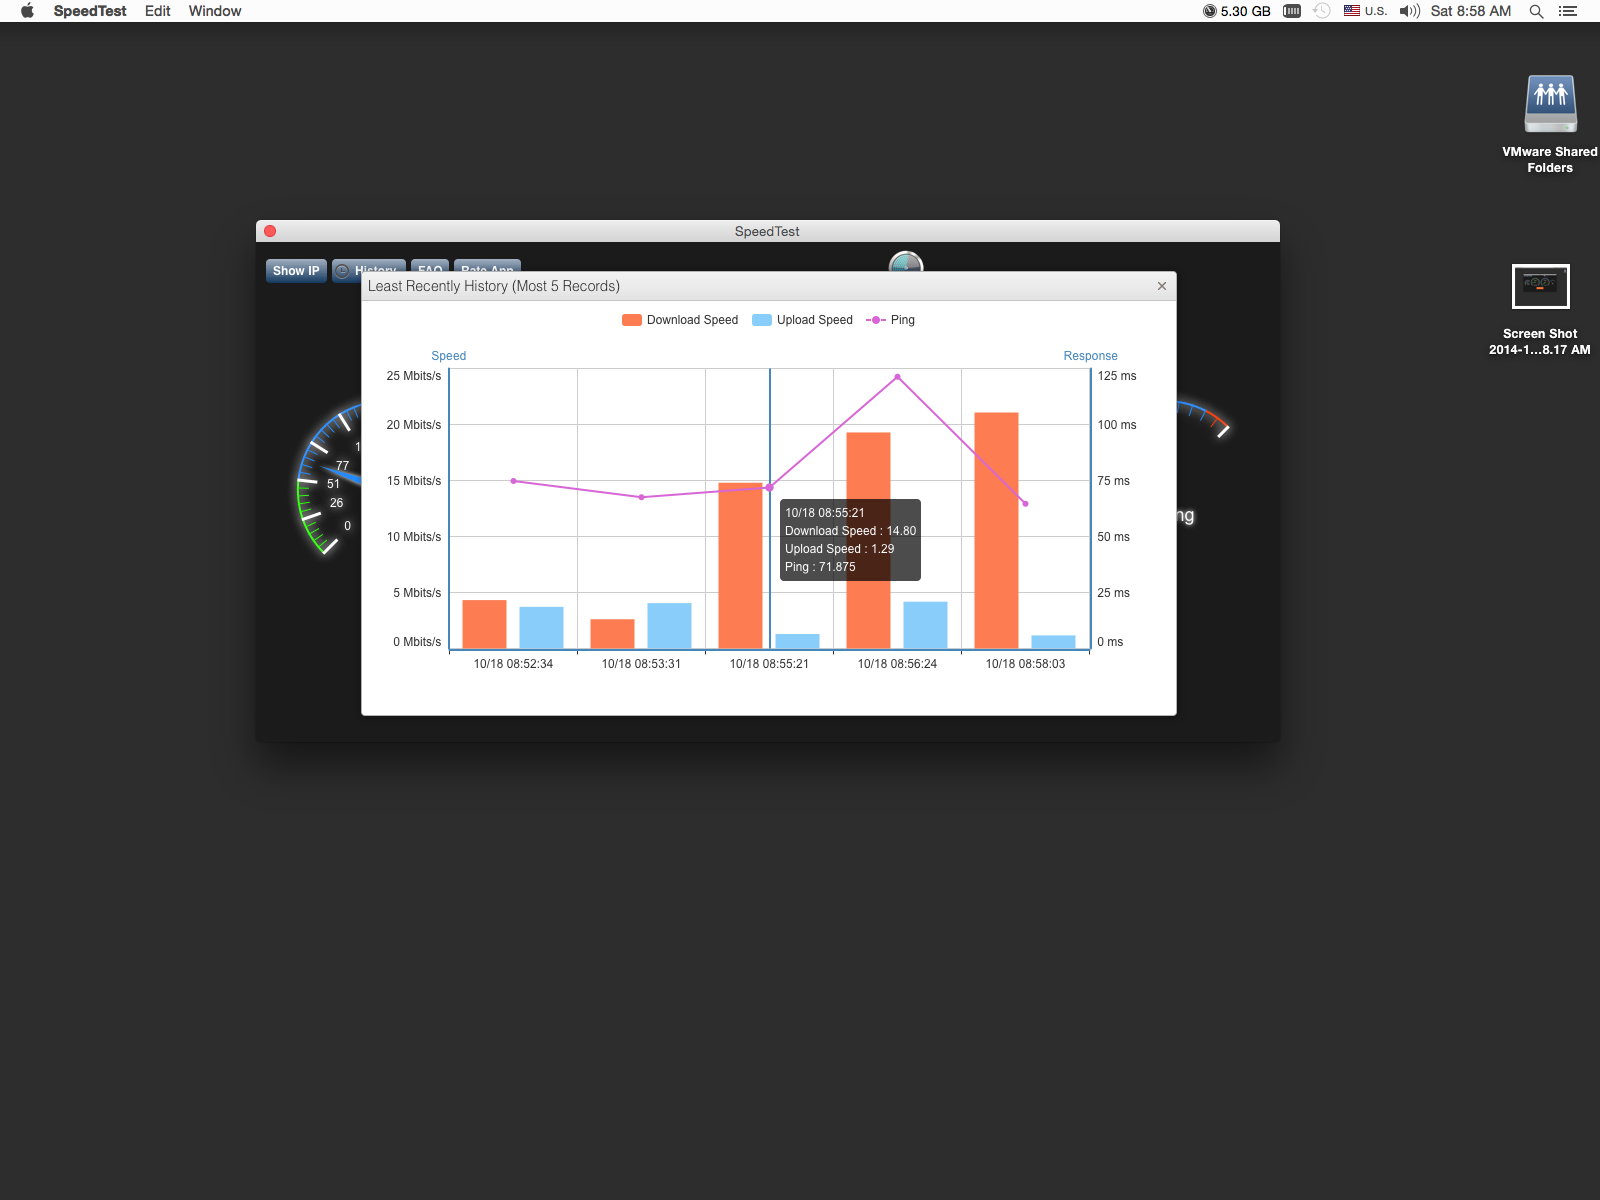 SpeedTest Edit Window
5.30 GB U.S. Sat 8:58 AM
VMware Shared
Folders
Screen Shot
2014-1...8.17 AM
SpeedTest
Show IP History FAQ Rate App
Least Recently History (Most 5 Records)
Download Speed Upload Speed Ping
Speed Response
25 Mbits/s 125 ms
20 Mbits/s 100 ms
15 Mbits/s 75 ms
10 Mbits/s 50 ms
5 Mbits/s 25 ms
0 Mbits/s 0 ms
10/18 08:55:21
Download Speed : 14.80
Upload Speed : 1.29
Ping : 71.875
10/18 08:52:34 10/18 08:53:31 10/18 08:55:21 10/18 08:56:24 10/18 08:58:03
77
51
26
0
ng